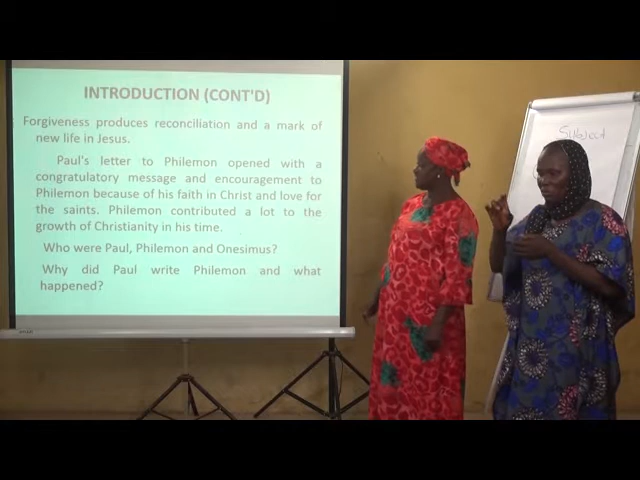 INTRODUCTION (CONT'D)
Forgiveness produces reconciliation and a mark of
new life in Jesus.
Paul's letter to Philemon opened with a
congratulatory message and encouragement to
Philemon because of his faith in Christ and love for
the saints. Philemon contributed a lot to the
growth of Christianity in his time.
Who were Paul, Philemon and Onesimus?
Why did Paul write Philemon and what
happened?
Subject